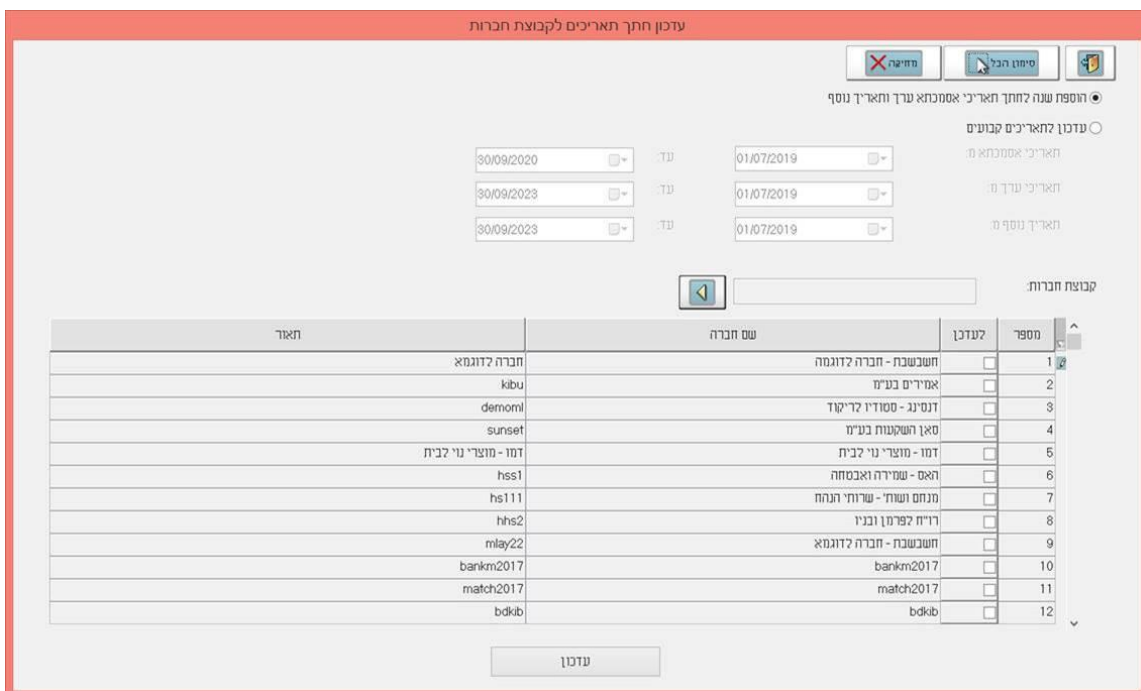 עדכון חתך תאריכים לקבוצת חברות
סימון הכל מחיקה
הוספת שנה לחתך תאריכי אסמכתא ערך ותאריך נוסף
עדכון לתאריכים קבועים
תאריכי אסמכתא מ: 01/07/2019 עד: 30/09/2020
תאריכי ערך מ: 01/07/2019 עד: 30/09/2023
תאריך נוסף מ: 01/07/2019 עד: 30/09/2023
קבוצת חברות:
מספר לעדכן שם חברה תאור
1 חשבשבת - חברה לדוגמה חברה לדוגמא
2 אמירים בע"מ kibu
3 דנסינג - סטודיו לריקוד demoml
4 סאן השקעות בע"מ sunset
5 דמו - מוצרי נוי לבית דמו - מוצרי נוי לבית
6 האס - שמירה ואבטחה hss1
7 מנחם ושות' - שרותי הנהח hs111
8 רו"ח לפרמן ובניו hhs2
9 חשבשבת - חברה לדוגמא mlay22
10 bankm2017 bankm2017
11 match2017 match2017
12 bdkib bdkib
עדכון